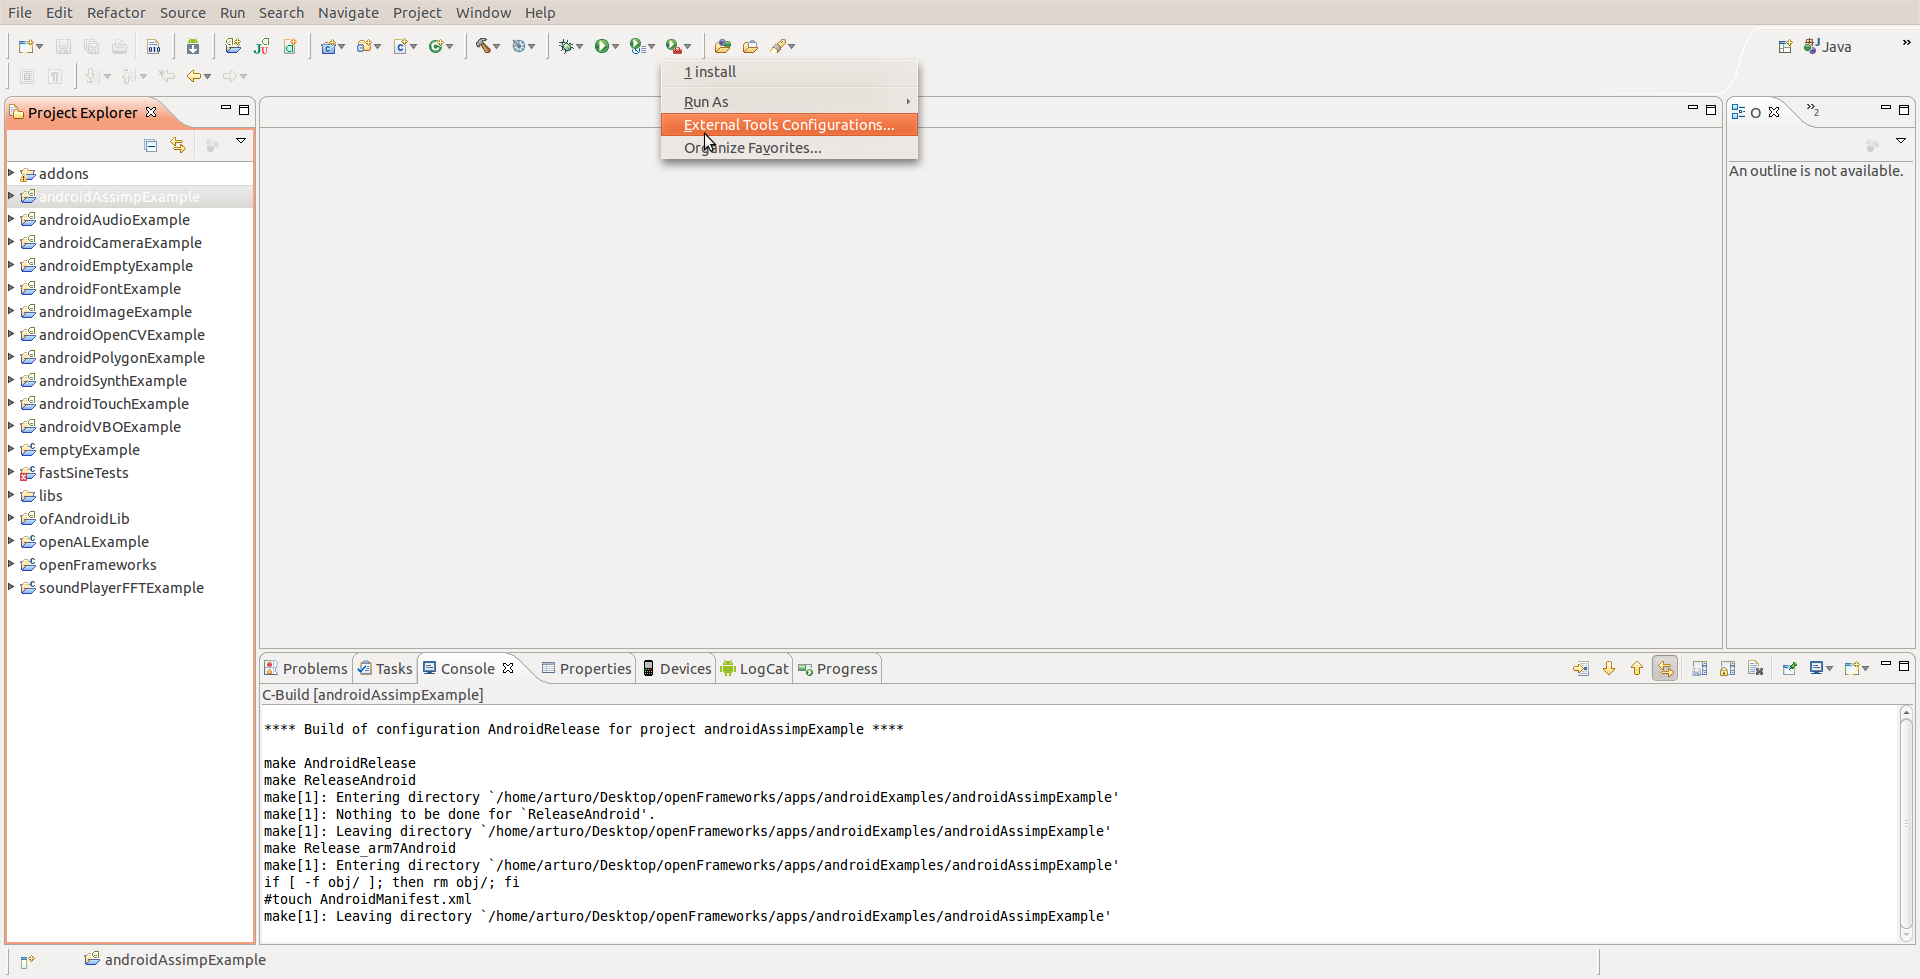 File Edit Refactor Source Run Search Navigate Project Window Help
Java
1 install
Run As
External Tools Configurations...
Organize Favorites...
Project Explorer
addons
androidAssimpExample
androidAudioExample
androidCameraExample
androidEmptyExample
androidFontExample
androidImageExample
androidOpenCVExample
androidPolygonExample
androidSynthExample
androidTouchExample
androidVBOExample
emptyExample
fastSineTests
libs
ofAndroidLib
openALExample
openFrameworks
soundPlayerFFTExample
O
2
An outline is not available.
Problems Tasks Console Properties Devices LogCat Progress
C-Build [androidAssimpExample]
**** Build of configuration AndroidRelease for project androidAssimpExample ****
make AndroidRelease
make ReleaseAndroid
make[1]: Entering directory `/home/arturo/Desktop/openFrameworks/apps/androidExamples/androidAssimpExample'
make[1]: Nothing to be done for `ReleaseAndroid'.
make[1]: Leaving directory `/home/arturo/Desktop/openFrameworks/apps/androidExamples/androidAssimpExample'
make Release_arm7Android
make[1]: Entering directory `/home/arturo/Desktop/openFrameworks/apps/androidExamples/androidAssimpExample'
if [ -f obj/ ]; then rm obj/; fi
#touch AndroidManifest.xml
make[1]: Leaving directory `/home/arturo/Desktop/openFrameworks/apps/androidExamples/androidAssimpExample'
androidAssimpExample